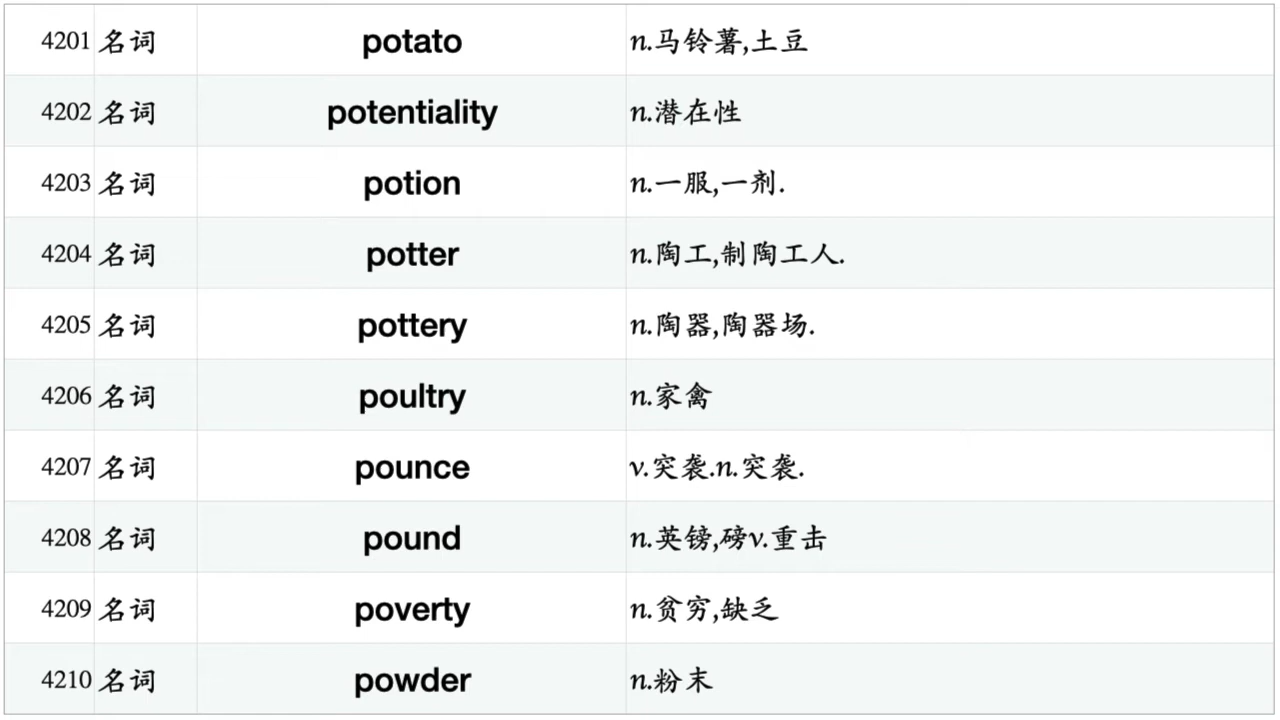 4201 名词 potato n.马铃薯,土豆
4202 名词 potentiality n.潜在性
4203 名词 potion n.一服,一剂.
4204 名词 potter n.陶工,制陶工人.
4205 名词 pottery n.陶器,陶器场.
4206 名词 poultry n.家禽
4207 名词 pounce v.突袭.n.突袭.
4208 名词 pound n.英镑,磅v.重击
4209 名词 poverty n.贫穷,缺乏
4210 名词 powder n.粉末